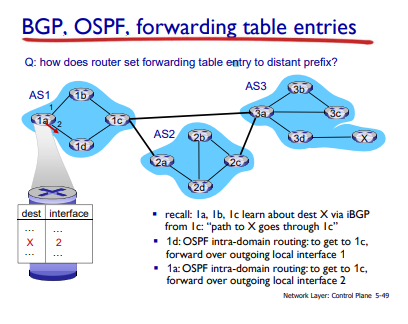 BGP, OSPF, forwarding table entries
Q: how does router set forwarding table entry to distant prefix?
AS1
1b
1
1a
2
1c
1d
AS2
2b
2a
2c
2d
AS3
3b
3a
3c
3d
X
dest interface
… …
X 2
… …
▪ recall: 1a, 1b, 1c learn about dest X via iBGP
from 1c: “path to X goes through 1c”
▪ 1d: OSPF intra-domain routing: to get to 1c,
forward over outgoing local interface 1
▪ 1a: OSPF intra-domain routing: to get to 1c,
forward over outgoing local interface 2
Network Layer: Control Plane 5-49